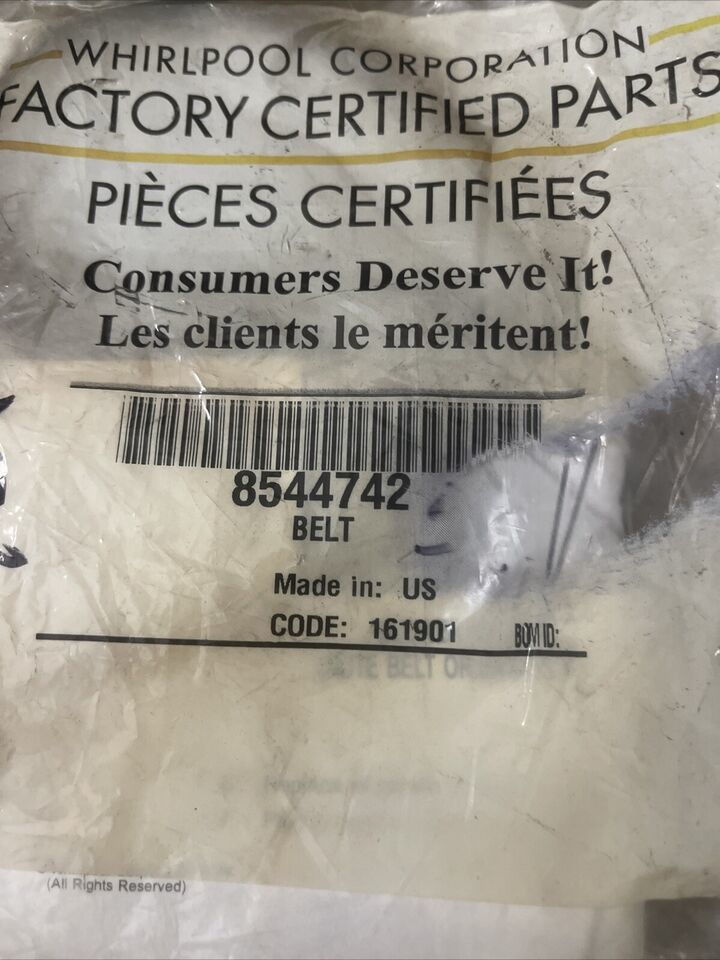 WHIRLPOOL CORPORATION
FACTORY CERTIFIED PARTS
PIÈCES CERTIFIÉES
Consumers Deserve It!
Les clients le méritent!
8544742
BELT
Made in: US
CODE: 161901 BOM ID:
BELT
(All Rights Reserved)